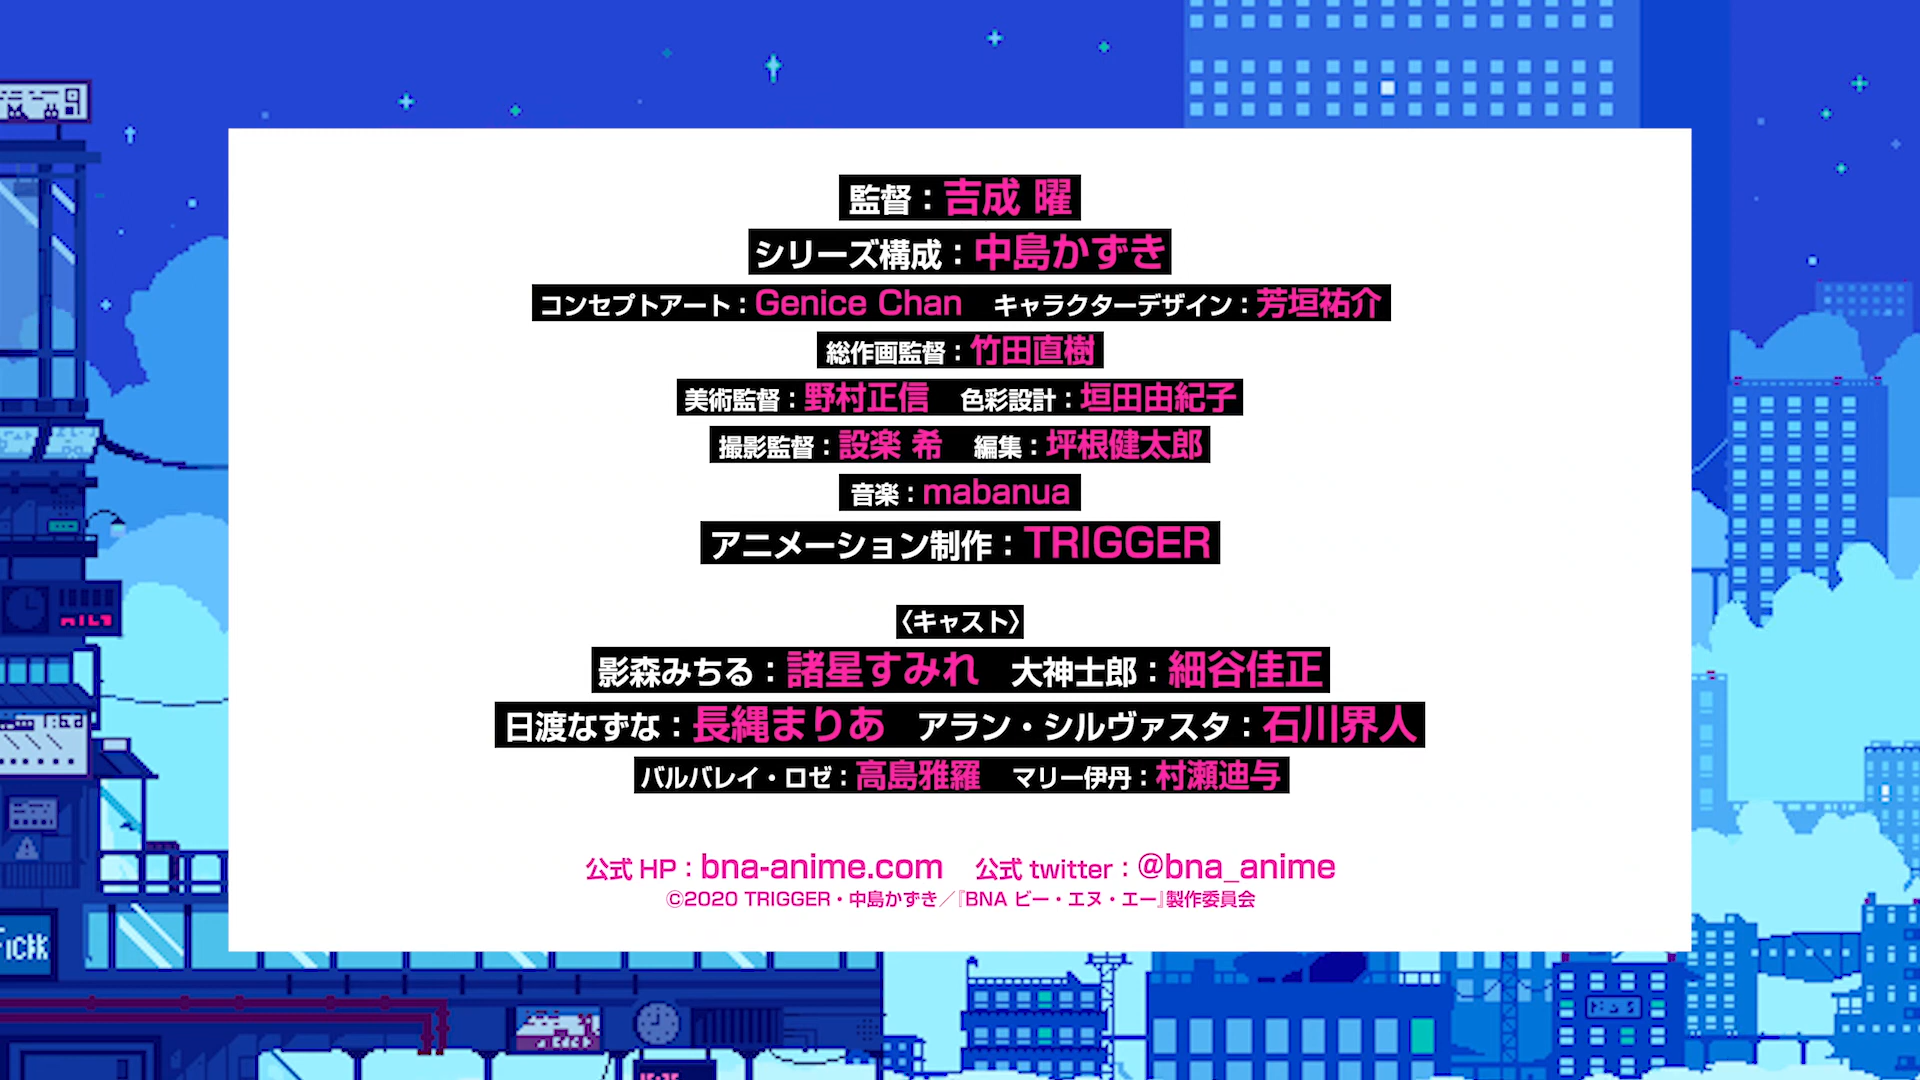 監督：吉成 曜
シリーズ構成：中島かずき
コンセプトアート：Genice Chan　キャラクターデザイン：芳垣祐介
総作画監督：竹田直樹
美術監督：野村正信　色彩設計：垣田由紀子
撮影監督：設楽 希　編集：坪根健太郎
音楽：mabanua
アニメーション制作：TRIGGER
〈キャスト〉
影森みちる：諸星すみれ　大神士郎：細谷佳正
日渡なずな：長縄まりあ　アラン・シルヴァスタ：石川界人
バルバレイ・ロゼ：高島雅羅　マリー伊丹：村瀬迪与
公式 HP：bna-anime.com　公式 twitter：@bna_anime
©2020 TRIGGER・中島かずき／『BNA ビー・エヌ・エー』製作委員会